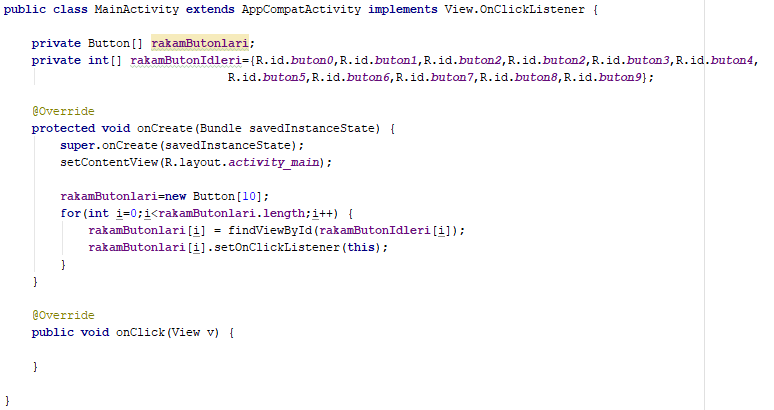 public class MainActivity extends AppCompatActivity implements View.OnClickListener {
private Button[] rakamButonlari;
private int[] rakamButonIdleri={R.id.buton0,R.id.buton1,R.id.buton2,R.id.buton2,R.id.buton3,R.id.buton4,
R.id.buton5,R.id.buton6,R.id.buton7,R.id.buton8,R.id.buton9};
@Override
protected void onCreate(Bundle savedInstanceState) {
super.onCreate(savedInstanceState);
setContentView(R.layout.activity_main);
rakamButonlari=new Button[10];
for(int i=0;i<rakamButonlari.length;i++) {
rakamButonlari[i] = findViewById(rakamButonIdleri[i]);
rakamButonlari[i].setOnClickListener(this);
}
}
@Override
public void onClick(View v) {
}
}